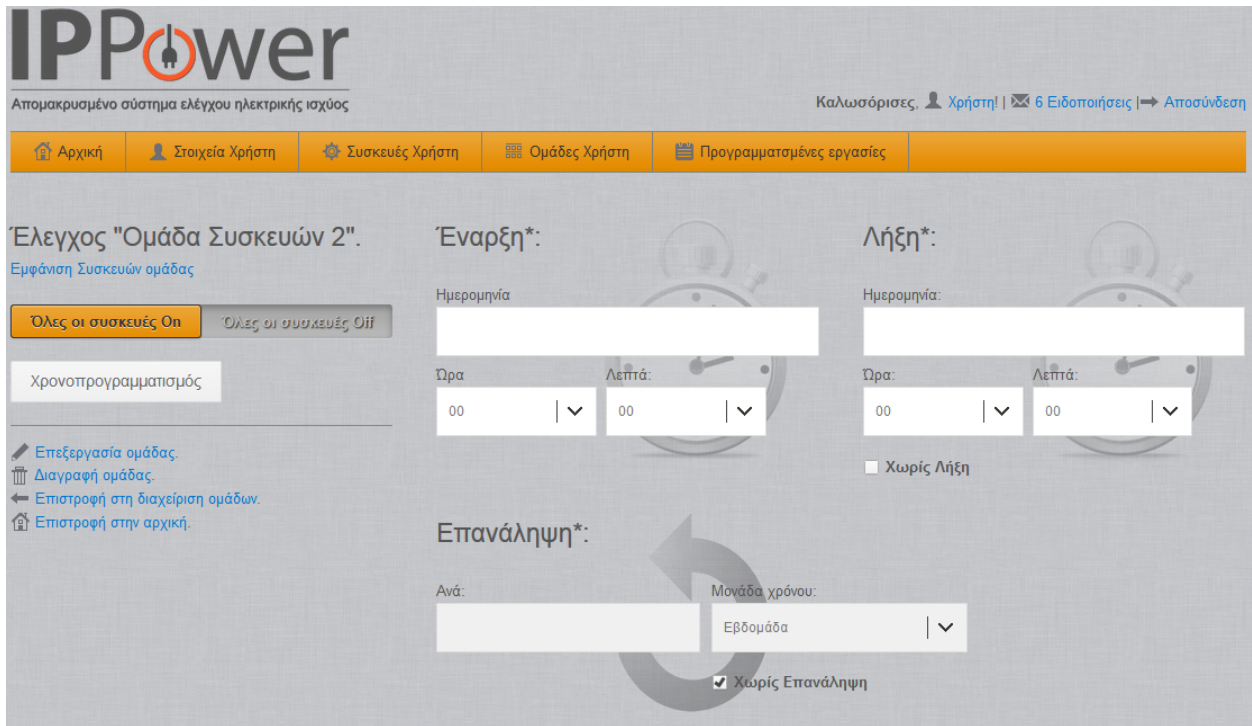 IPPower
Απομακρυσμένο σύστημα ελέγχου ηλεκτρικής ισχύος
Καλωσόρισες, Χρήστη! | 6 Ειδοποιήσεις | Αποσύνδεση
Αρχική Στοιχεία Χρήστη Συσκευές Χρήστη Ομάδες Χρήστη Προγραμματσμένες εργασίες
Έλεγχος "Ομάδα Συσκευών 2".
Εμφάνιση Συσκευών ομάδας
Όλες οι συσκευές On Όλες οι συσκευές Off
Χρονοπρογραμματισμός
Επεξεργασία ομάδας.
Διαγραφή ομάδας.
Επιστροφή στη διαχείριση ομάδων.
Επιστροφή στην αρχική.
Έναρξη*:
Ημερομηνία
Ώρα Λεπτά:
00 00
Λήξη*:
Ημερομηνία:
Ώρα: Λεπτά:
00 00
Χωρίς Λήξη
Επανάληψη*:
Ανά: Μονάδα χρόνου:
Εβδομάδα
Χωρίς Επανάληψη